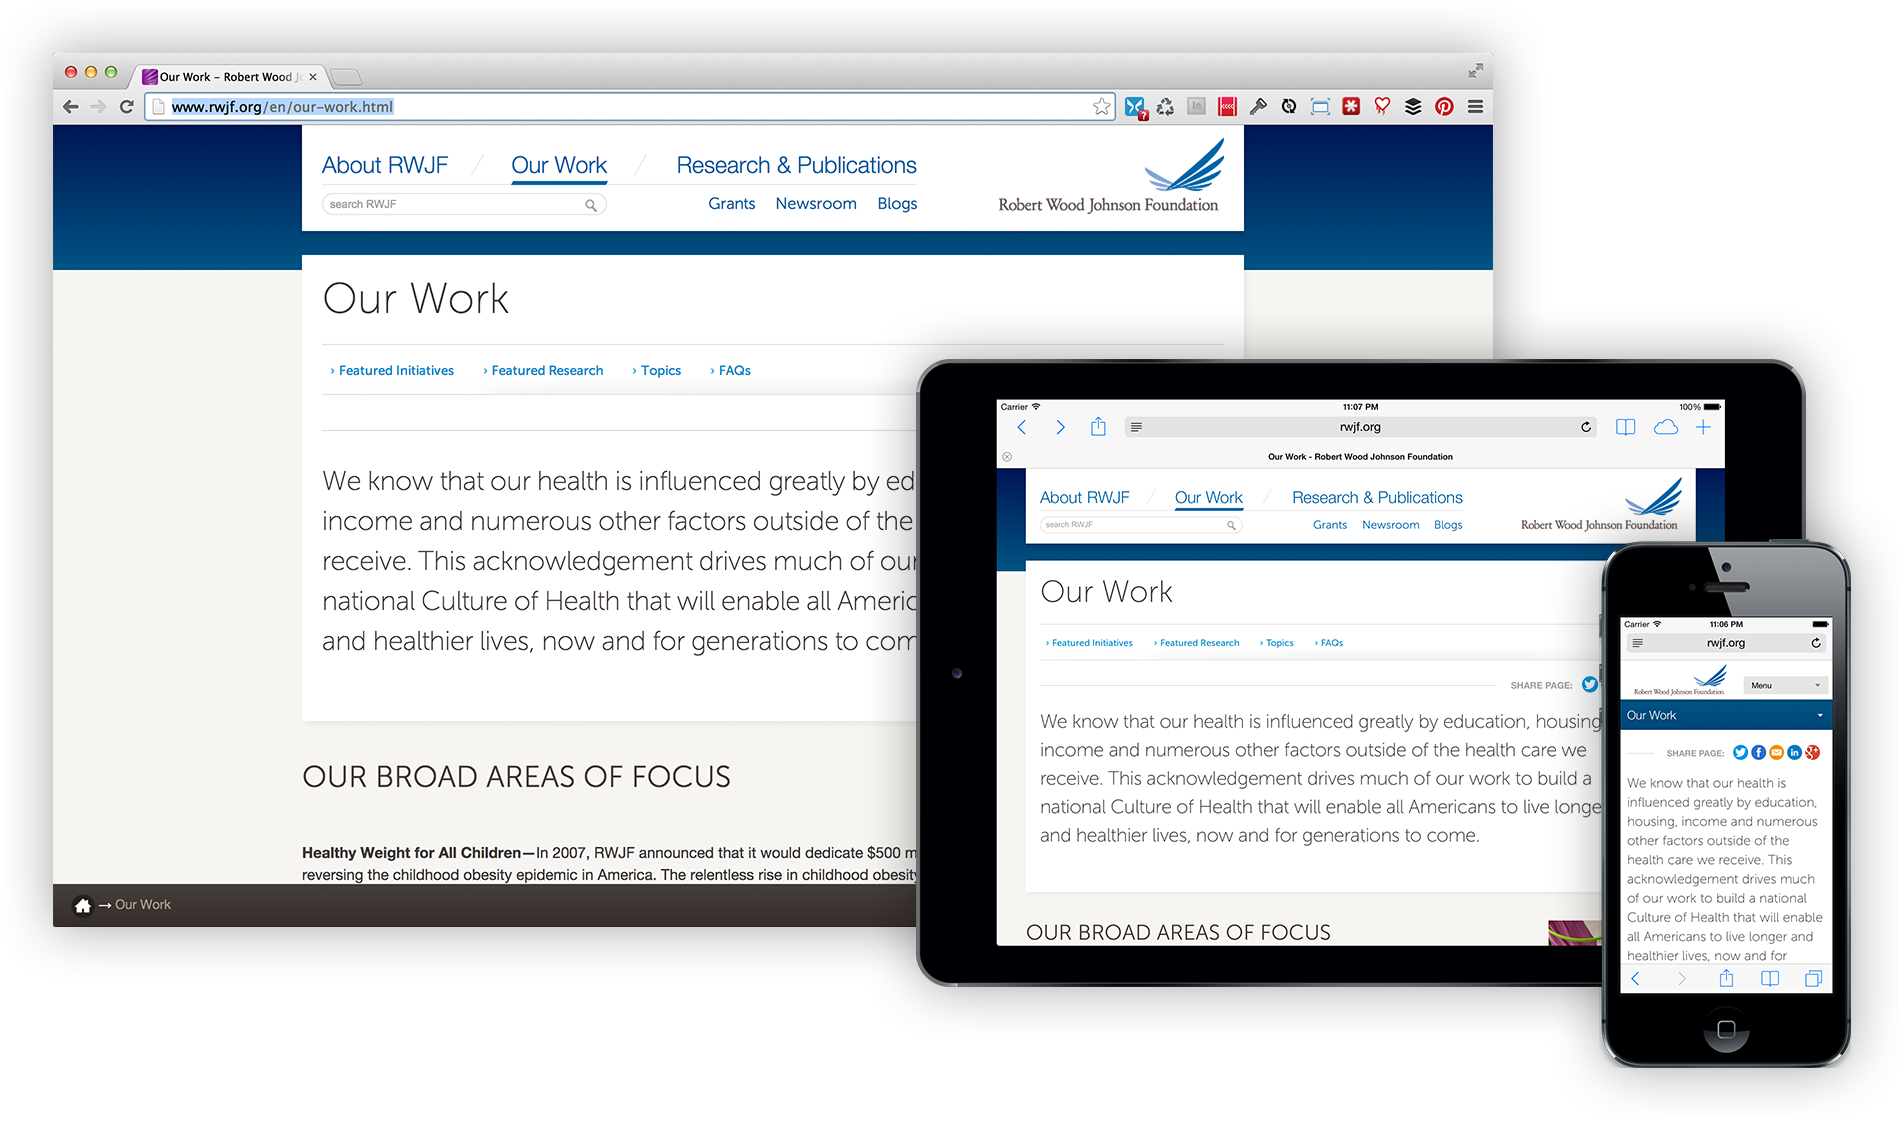 Our Work – Robert Wood Jo
www.rwjf.org/en/our-work.html
About RWJF / Our Work / Research & Publications
search RWJF
Grants Newsroom Blogs
Robert Wood Johnson Foundation
Our Work
› Featured Initiatives › Featured Research › Topics › FAQs
We know that our health is influenced greatly by ed
income and numerous other factors outside of the
receive. This acknowledgement drives much of our
national Culture of Health that will enable all Americ
and healthier lives, now and for generations to com
OUR BROAD AREAS OF FOCUS
Healthy Weight for All Children—In 2007, RWJF announced that it would dedicate $500 m
reversing the childhood obesity epidemic in America. The relentless rise in childhood obesity
→ Our Work
Carrier 11:07 PM 100%
rwjf.org
Our Work - Robert Wood Johnson Foundation
About RWJF / Our Work / Research & Publications
search RWJF
Grants Newsroom Blogs
Robert Wood Johnson Foundation
Our Work
› Featured Initiatives › Featured Research › Topics › FAQs
SHARE PAGE:
We know that our health is influenced greatly by education, housing
income and numerous other factors outside of the health care we
receive. This acknowledgement drives much of our work to build a
national Culture of Health that will enable all Americans to live longe
and healthier lives, now and for generations to come.
OUR BROAD AREAS OF FOCUS
Carrier 11:06 PM
rwjf.org
Robert Wood Johnson Foundation
Menu
Our Work
SHARE PAGE:
We know that our health is
influenced greatly by education,
housing, income and numerous
other factors outside of the
health care we receive. This
acknowledgement drives much
of our work to build a national
Culture of Health that will enable
all Americans to live longer and
healthier lives, now and for